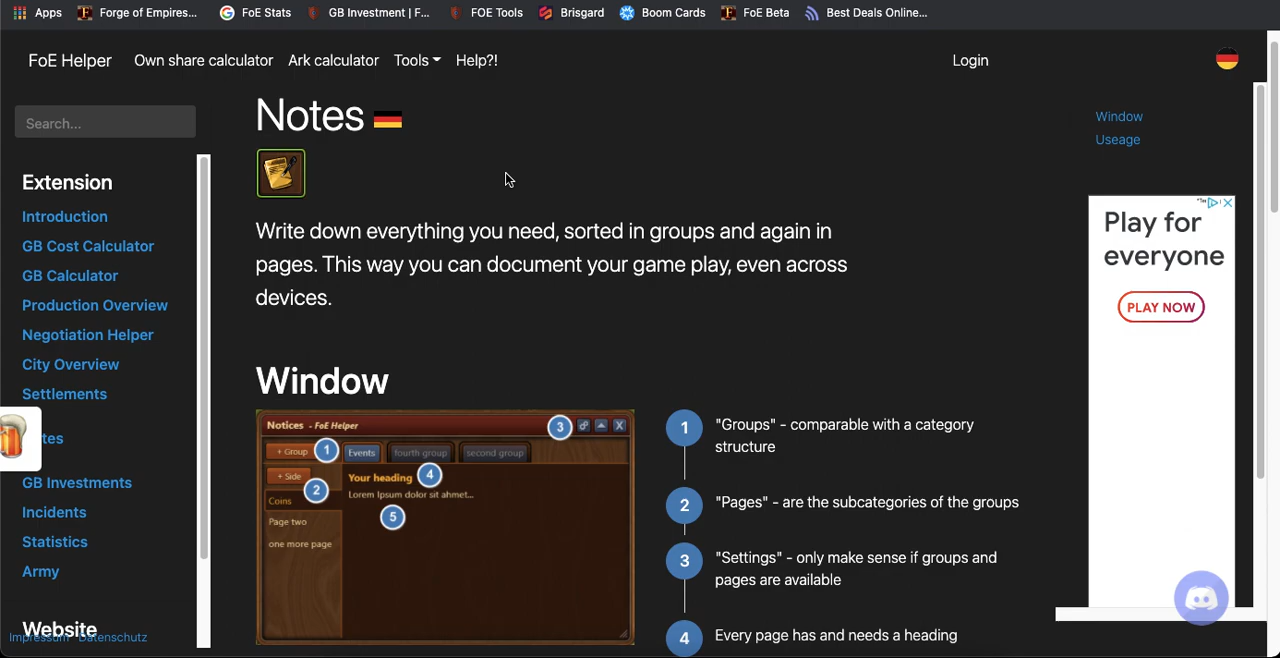 Apps Forge of Empires... FoE Stats GB Investment | F... FOE Tools Brisgard Boom Cards FoE Beta Best Deals Online...
FoE Helper Own share calculator Ark calculator Tools Help?! Login
Search...
Extension
Introduction
GB Cost Calculator
GB Calculator
Production Overview
Negotiation Helper
City Overview
Settlements
tes
GB Investments
Incidents
Statistics
Army
Website
Impressum Datenschutz
Notes
Write down everything you need, sorted in groups and again in
pages. This way you can document your game play, even across
devices.
Window
Notices - FoE Helper 3 X
+ Group 1 Events fourth group second group
+ Side 2 Your heading 4
Coins Lorem Ipsum dolor sit ahmet...
Page two 5
one more page
1 "Groups" - comparable with a category
structure
2 "Pages" - are the subcategories of the groups
3 "Settings" - only make sense if groups and
pages are available
4 Every page has and needs a heading
Window
Useage
Play for
everyone
PLAY NOW